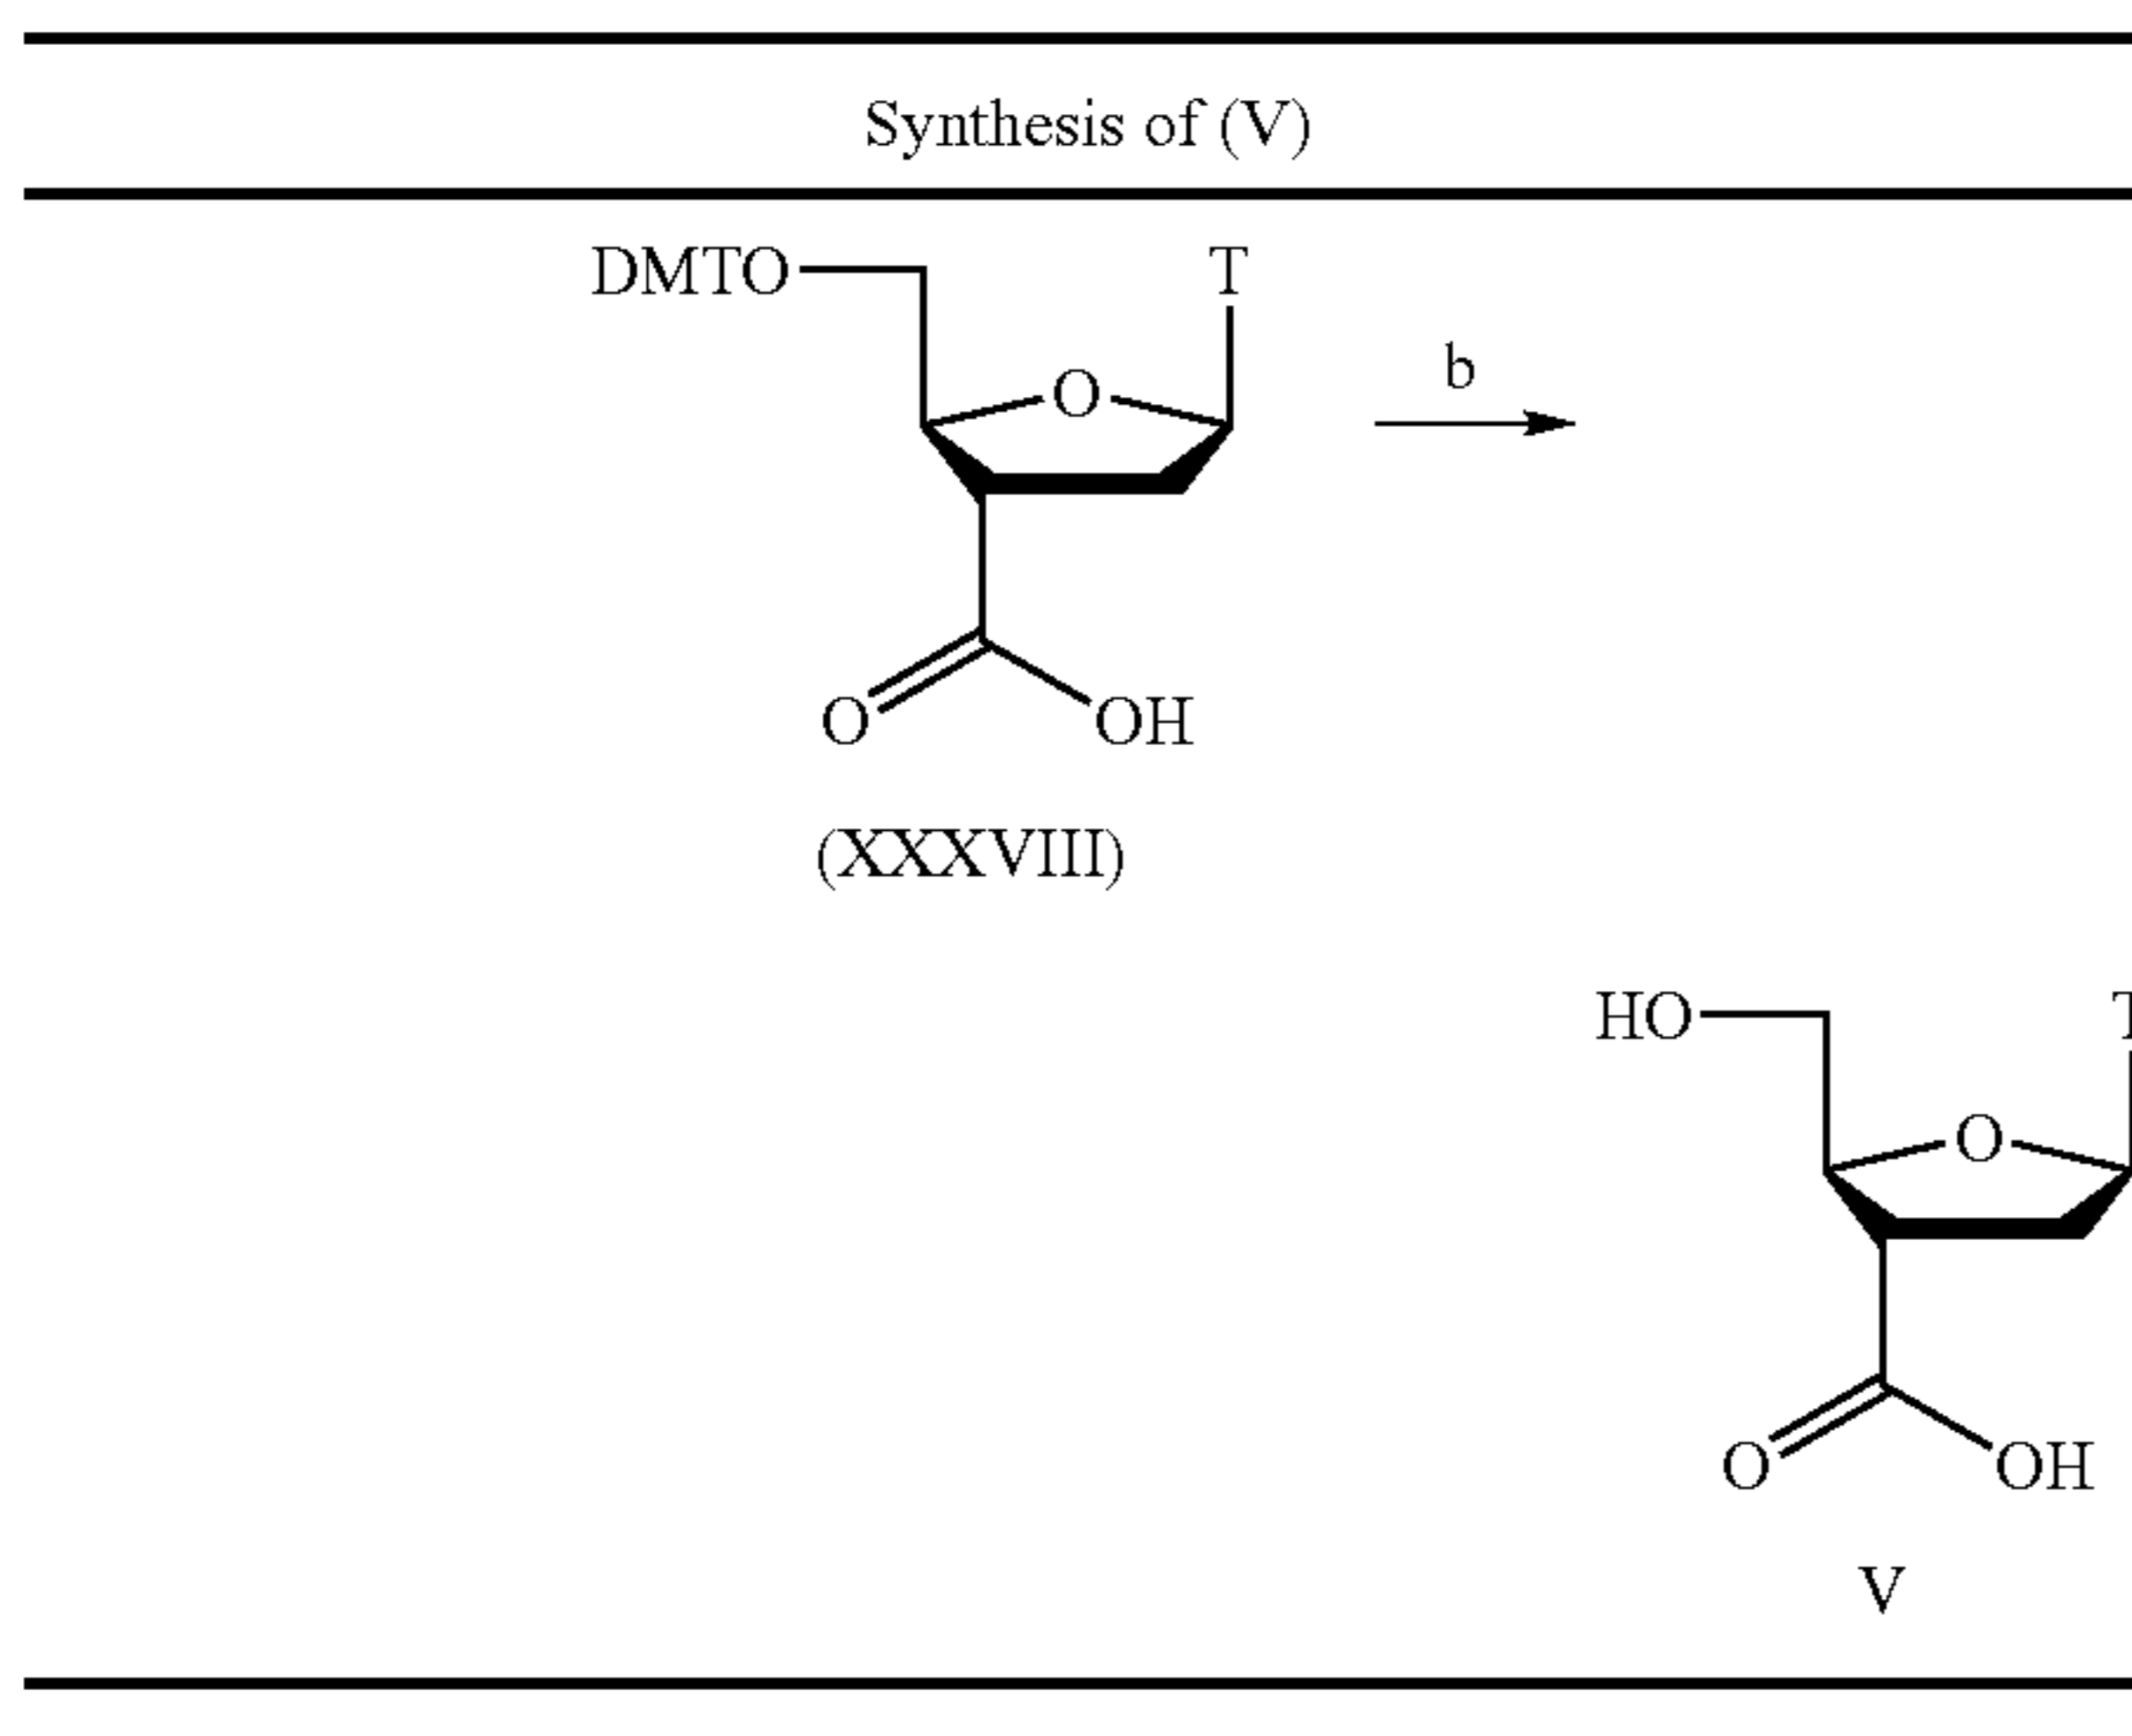 Synthesis of (V)
DMTO
T
O
b
O
OH
(XXXVIII)
HO
T
O
O
OH
V